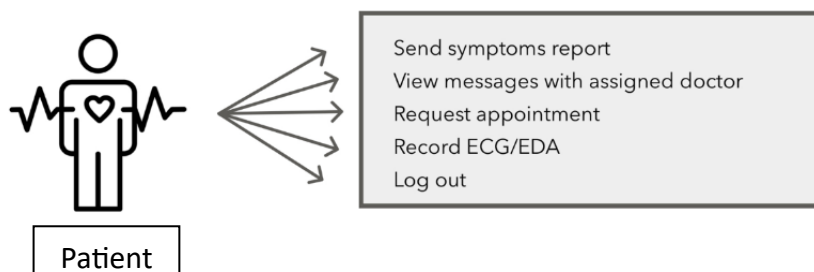 Send symptoms report
View messages with assigned doctor
Request appointment
Record ECG/EDA
Log out
Patient